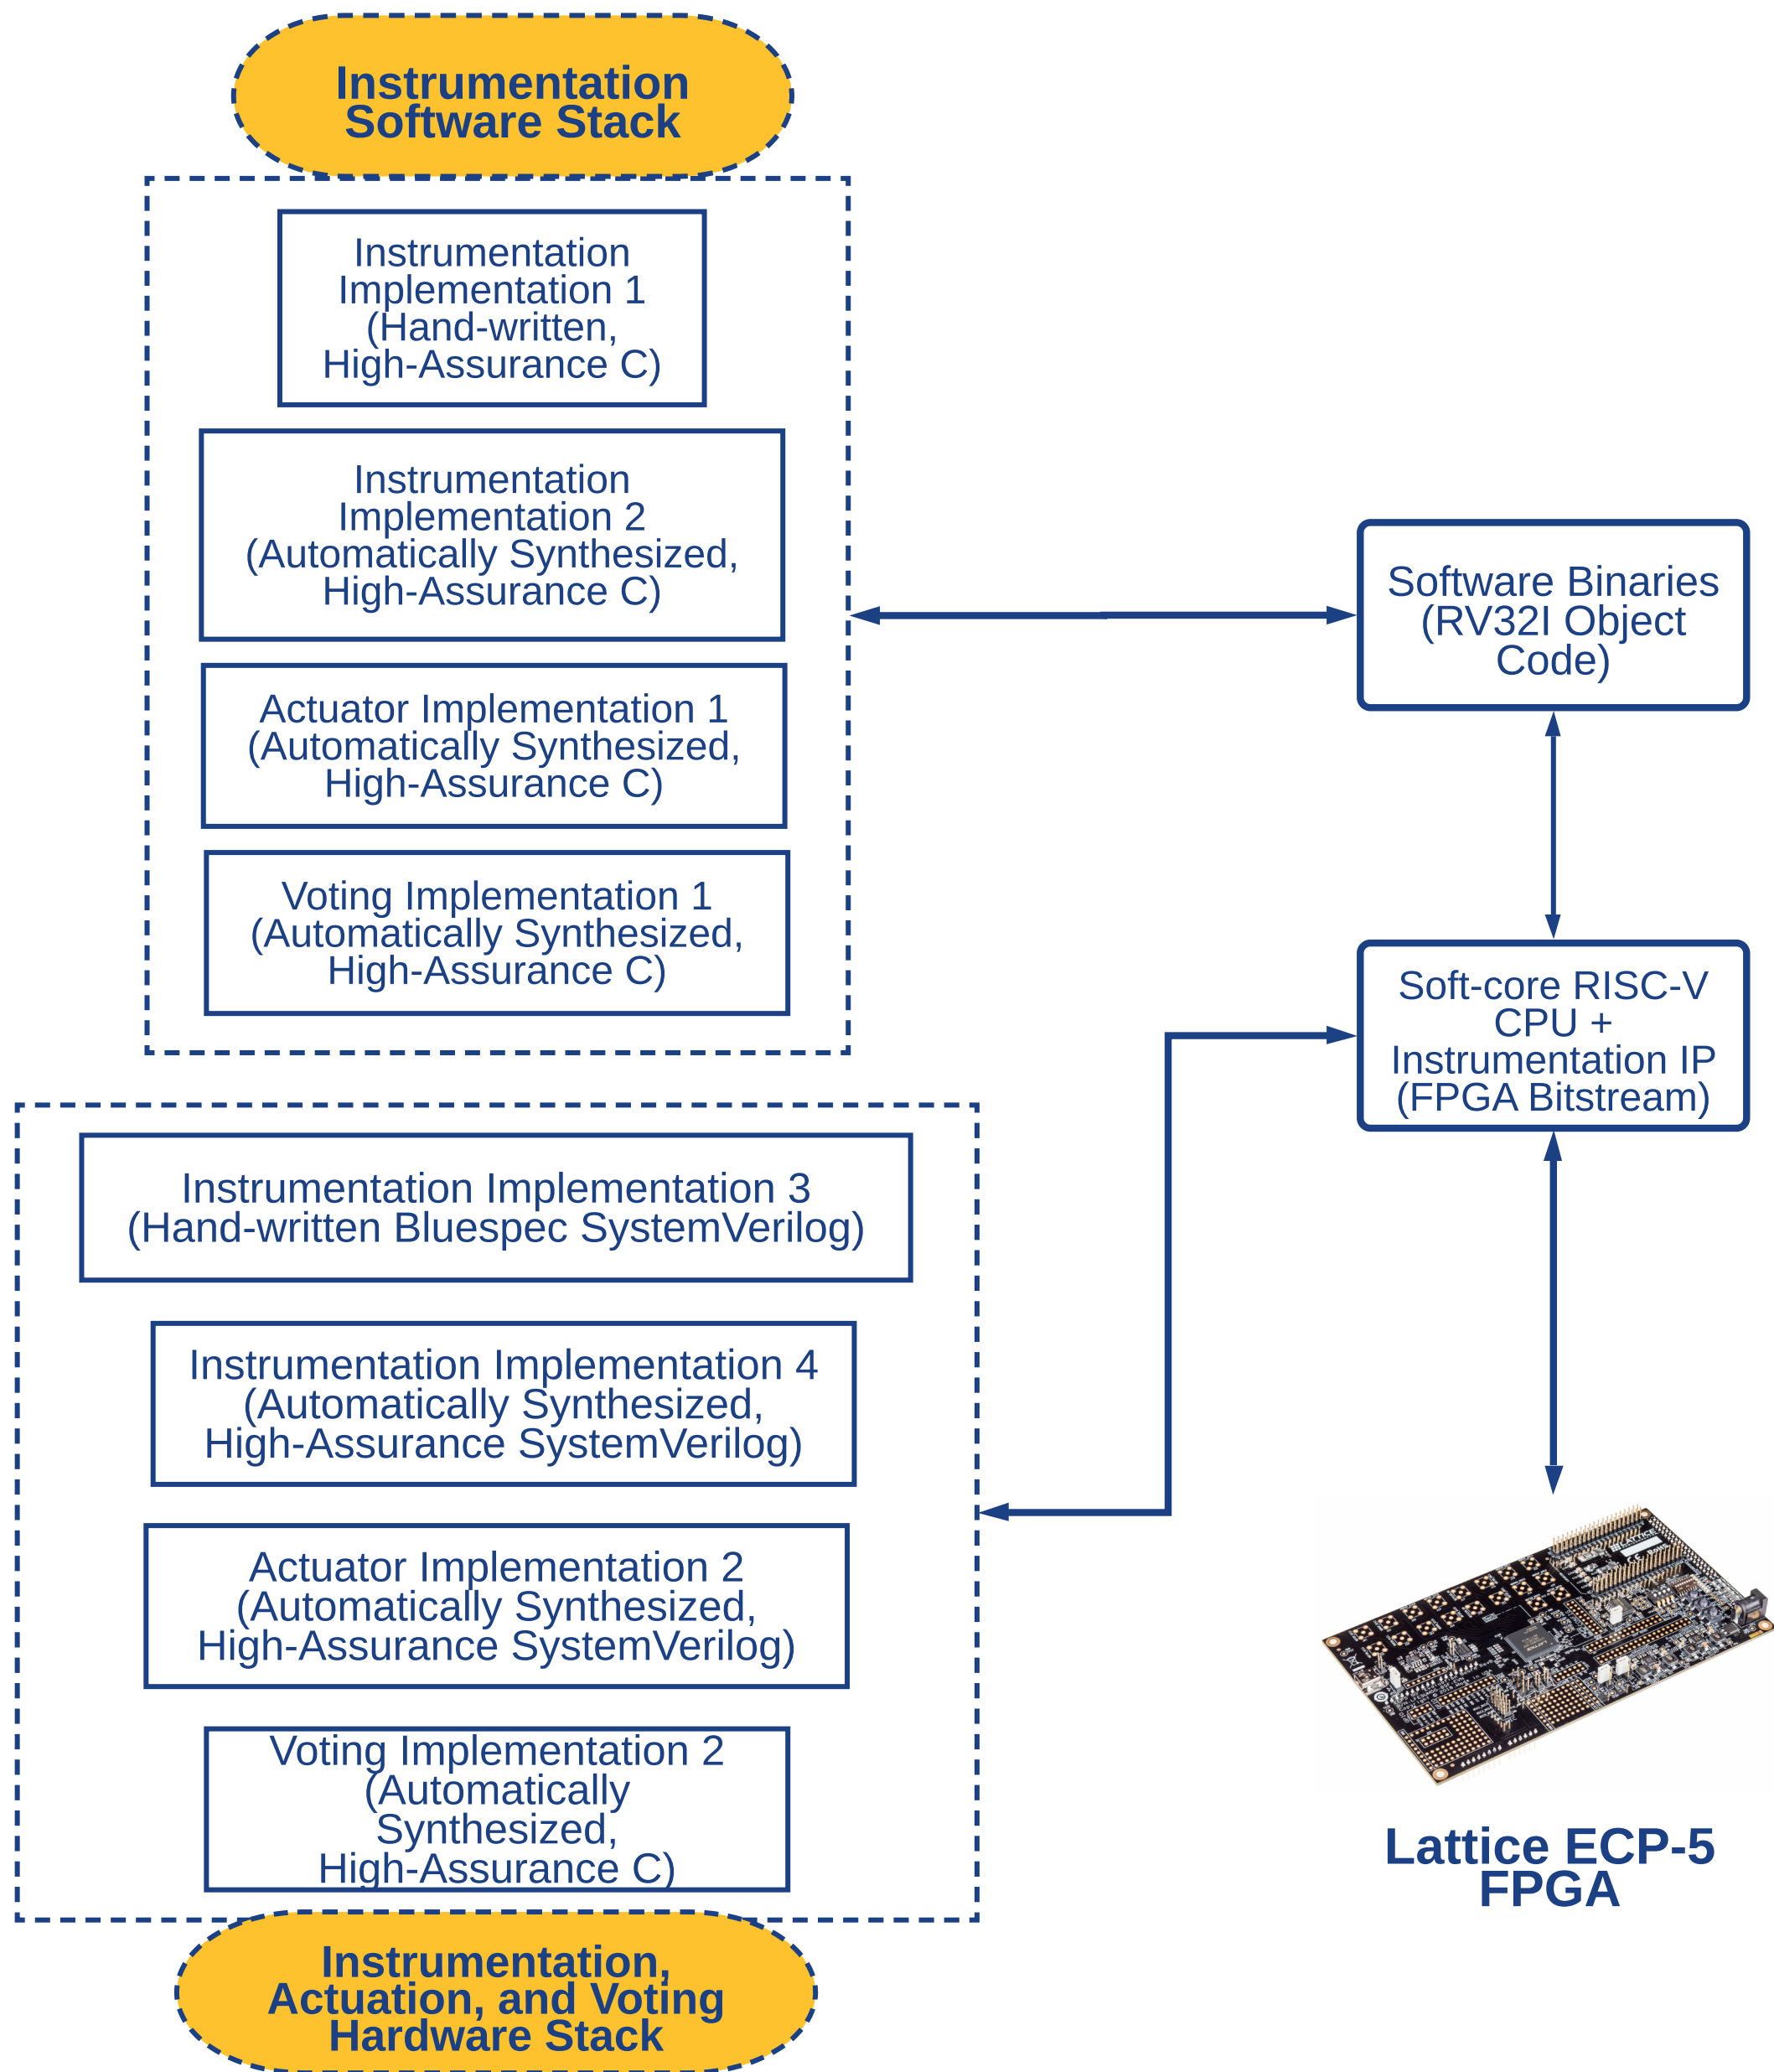 Instrumentation
Software Stack
Instrumentation
Implementation 1
(Hand-written,
High-Assurance C)
Instrumentation
Implementation 2
(Automatically Synthesized,
High-Assurance C)
Actuator Implementation 1
(Automatically Synthesized,
High-Assurance C)
Voting Implementation 1
(Automatically Synthesized,
High-Assurance C)
Software Binaries
(RV32I Object
Code)
Soft-core RISC-V
CPU +
Instrumentation IP
(FPGA Bitstream)
Instrumentation Implementation 3
(Hand-written Bluespec SystemVerilog)
Instrumentation Implementation 4
(Automatically Synthesized,
High-Assurance SystemVerilog)
Actuator Implementation 2
(Automatically Synthesized,
High-Assurance SystemVerilog)
Voting Implementation 2
(Automatically
Synthesized,
High-Assurance C)
Instrumentation,
Actuation, and Voting
Hardware Stack
LATTICE
Lattice ECP-5
FPGA